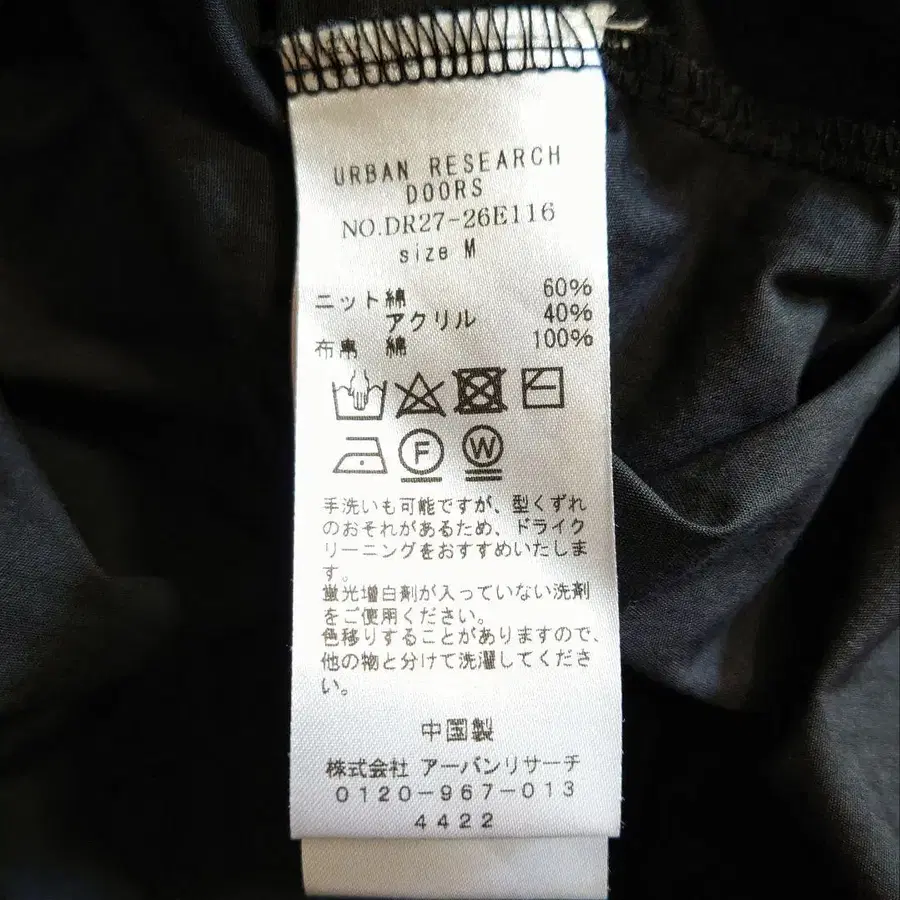 URBAN RESEARCH
DOORS
NO.DR27-26E116
size M
ニット 綿 60%
アクリル 40%
布帛 綿 100%
F W
手洗いも可能ですが、型くずれ
のおそれがあるため、ドライク
リーニングをおすすめいたしま
す。
蛍光増白剤が入っていない洗剤
をご使用ください。
色移りすることがありますので、
他の物と分けて洗濯してくださ
い。
中国製
株式会社 アーバンリサーチ
0120-967-013
4422